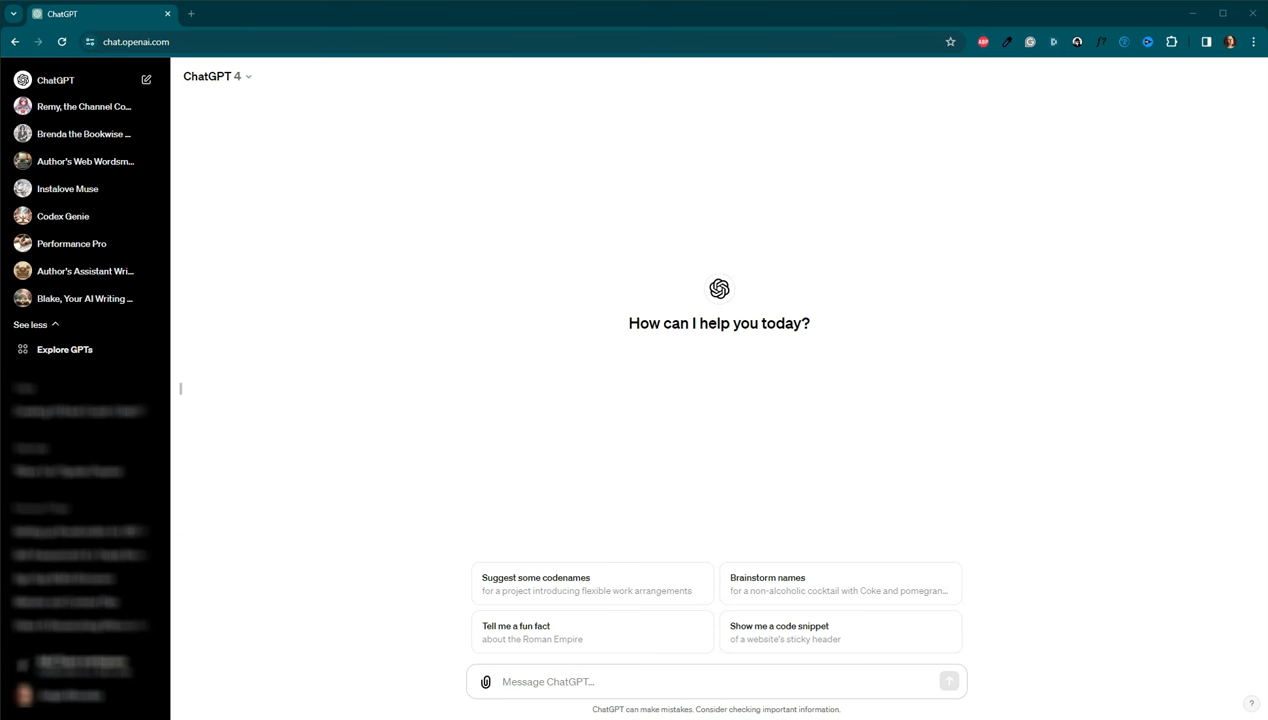 ChatGPT
chat.openai.com
ABP
f?
ChatGPT
Remy, the Channel Co...
Brenda the Bookwise ...
Author's Web Wordsm...
Instalove Muse
Codex Genie
Performance Pro
Author's Assistant Wri...
Blake, Your AI Writing ...
See less
Explore GPTs
ChatGPT 4
How can I help you today?
Suggest some codenames
for a project introducing flexible work arrangements
Brainstorm names
for a non-alcoholic cocktail with Coke and pomegran...
Tell me a fun fact
about the Roman Empire
Show me a code snippet
of a website's sticky header
Message ChatGPT...
ChatGPT can make mistakes. Consider checking important information.
?